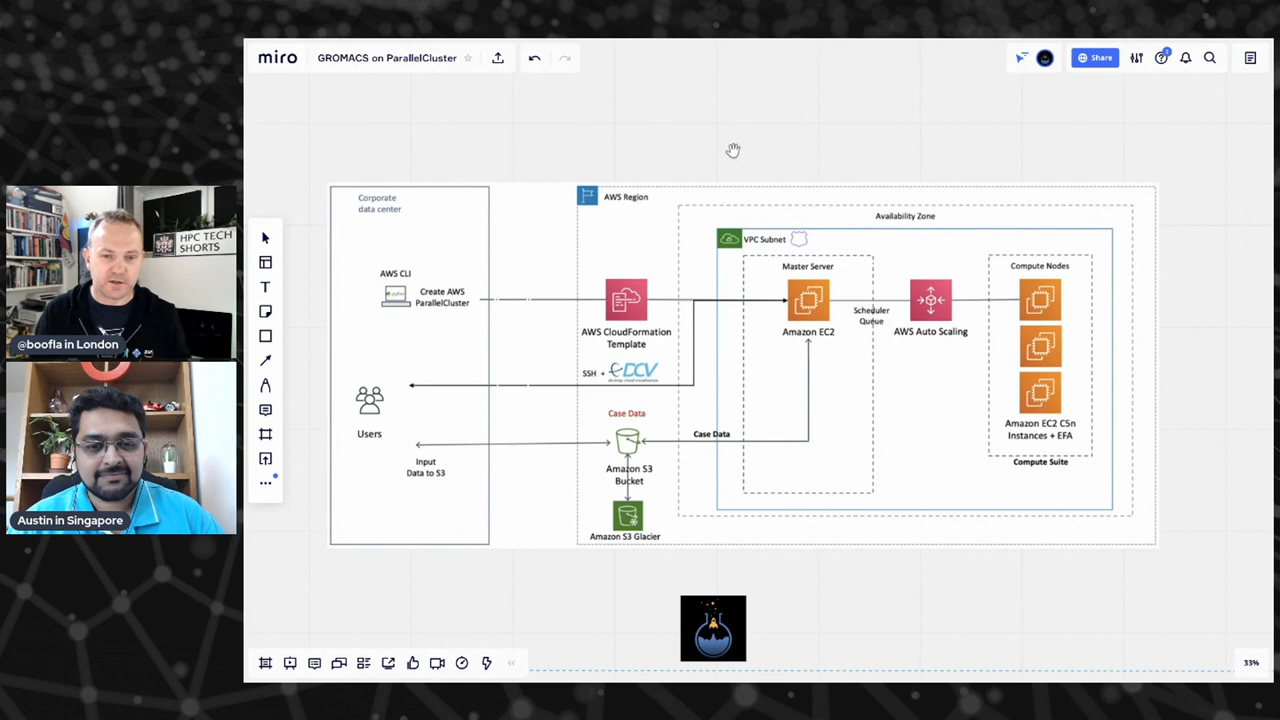 miro
GROMACS on ParallelCluster
Share
3
HPC TECH
SHORTS
@boofla in London
Austin in Singapore
Corporate
data center
AWS CLI
Create AWS
ParallelCluster
Users
Input
Data to S3
AWS Region
AWS CloudFormation
Template
SSH +
DCV
Case Data
Amazon S3
Bucket
Amazon S3 Glacier
Case Data
Availability Zone
VPC Subnet
Master Server
Amazon EC2
Scheduler
Queue
AWS Auto Scaling
Compute Nodes
Amazon EC2 C5n
Instances + EFA
Compute Suite
33%